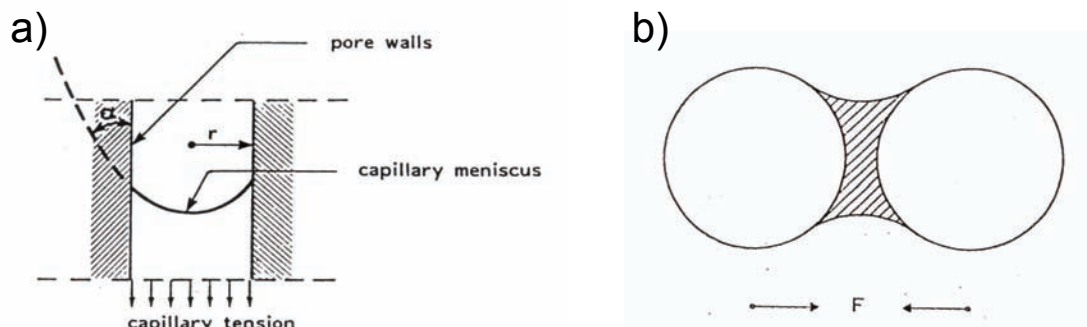 a)
pore walls
α
r
capillary meniscus
capillary tension
b)
F